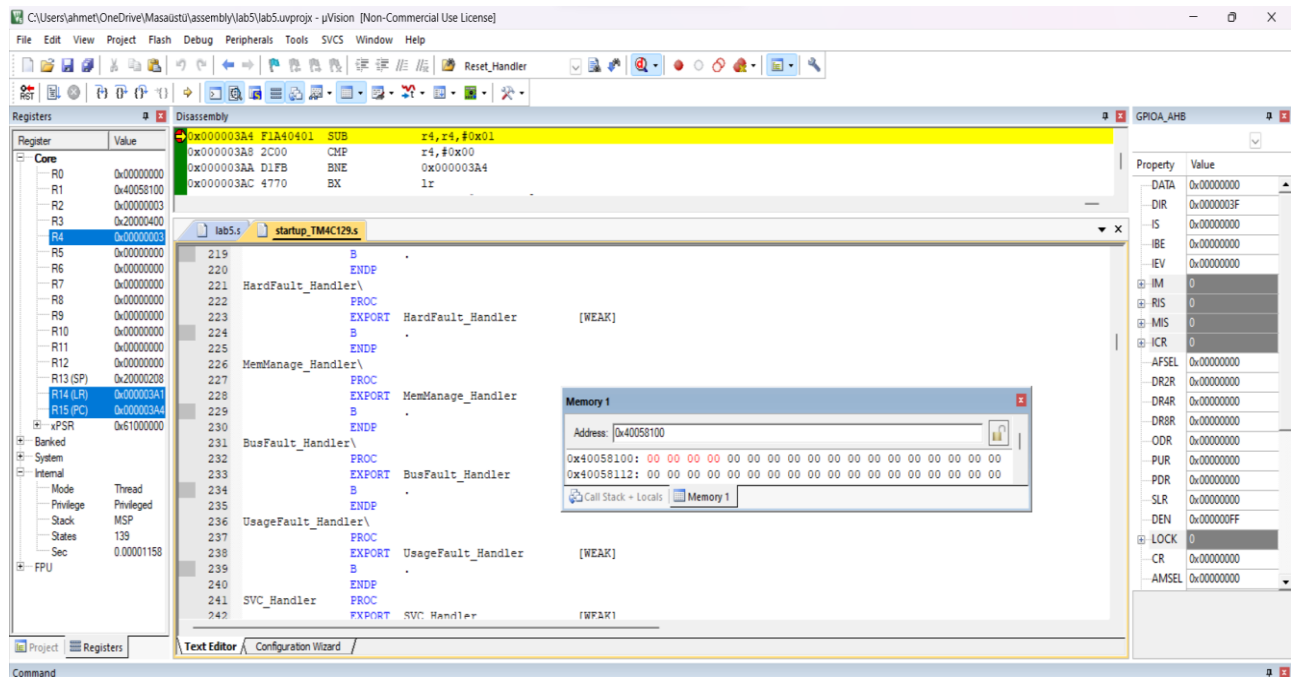 C:\Users\ahmet\OneDrive\Masaüstü\assembly\lab5\lab5.uvprojx - µVision [Non-Commercial Use License]
File Edit View Project Flash Debug Peripherals Tools SVCS Window Help
Reset_Handler
RST
Registers
Register Value
Core
R0 0x00000000
R1 0x40058100
R2 0x00000003
R3 0x20000400
R4 0x00000003
R5 0x00000000
R6 0x00000000
R7 0x00000000
R8 0x00000000
R9 0x00000000
R10 0x00000000
R11 0x00000000
R12 0x00000000
R13 (SP) 0x20000208
R14 (LR) 0x000003A1
R15 (PC) 0x000003A4
xPSR 0x61000000
Banked
System
Internal
Mode Thread
Privilege Privileged
Stack MSP
States 139
Sec 0.00001158
FPU
Project Registers
Disassembly
0x000003A4 F1A40401 SUB r4,r4,#0x01
0x000003A8 2C00 CMP r4,#0x00
0x000003AA D1FB BNE 0x000003A4
0x000003AC 4770 BX lr
lab5.s startup_TM4C129.s
219 B .
220 ENDP
221 HardFault_Handler\
222 PROC
223 EXPORT HardFault_Handler [WEAK]
224 B .
225 ENDP
226 MemManage_Handler\
227 PROC
228 EXPORT MemManage_Handler
229 B .
230 ENDP
231 BusFault_Handler\
232 PROC
233 EXPORT BusFault_Handler
234 B .
235 ENDP
236 UsageFault_Handler\
237 PROC
238 EXPORT UsageFault_Handler [WEAK]
239 B .
240 ENDP
241 SVC_Handler PROC
242 EXPORT SVC_Handler [WEAK]
Text Editor Configuration Wizard
Memory 1
Address: 0x40058100
0x40058100: 00 00 00 00 00 00 00 00 00 00 00 00 00 00 00 00 00 00
0x40058112: 00 00 00 00 00 00 00 00 00 00 00 00 00 00 00 00 00 00
Call Stack + Locals Memory 1
GPIOA_AHB
Property Value
DATA 0x00000000
DIR 0x0000003F
IS 0x00000000
IBE 0x00000000
IEV 0x00000000
IM 0
RIS 0
MIS 0
ICR 0
AFSEL 0x00000000
DR2R 0x00000000
DR4R 0x00000000
DR8R 0x00000000
ODR 0x00000000
PUR 0x00000000
PDR 0x00000000
SLR 0x00000000
DEN 0x000000FF
LOCK 0
CR 0x00000000
AMSEL 0x00000000
Command